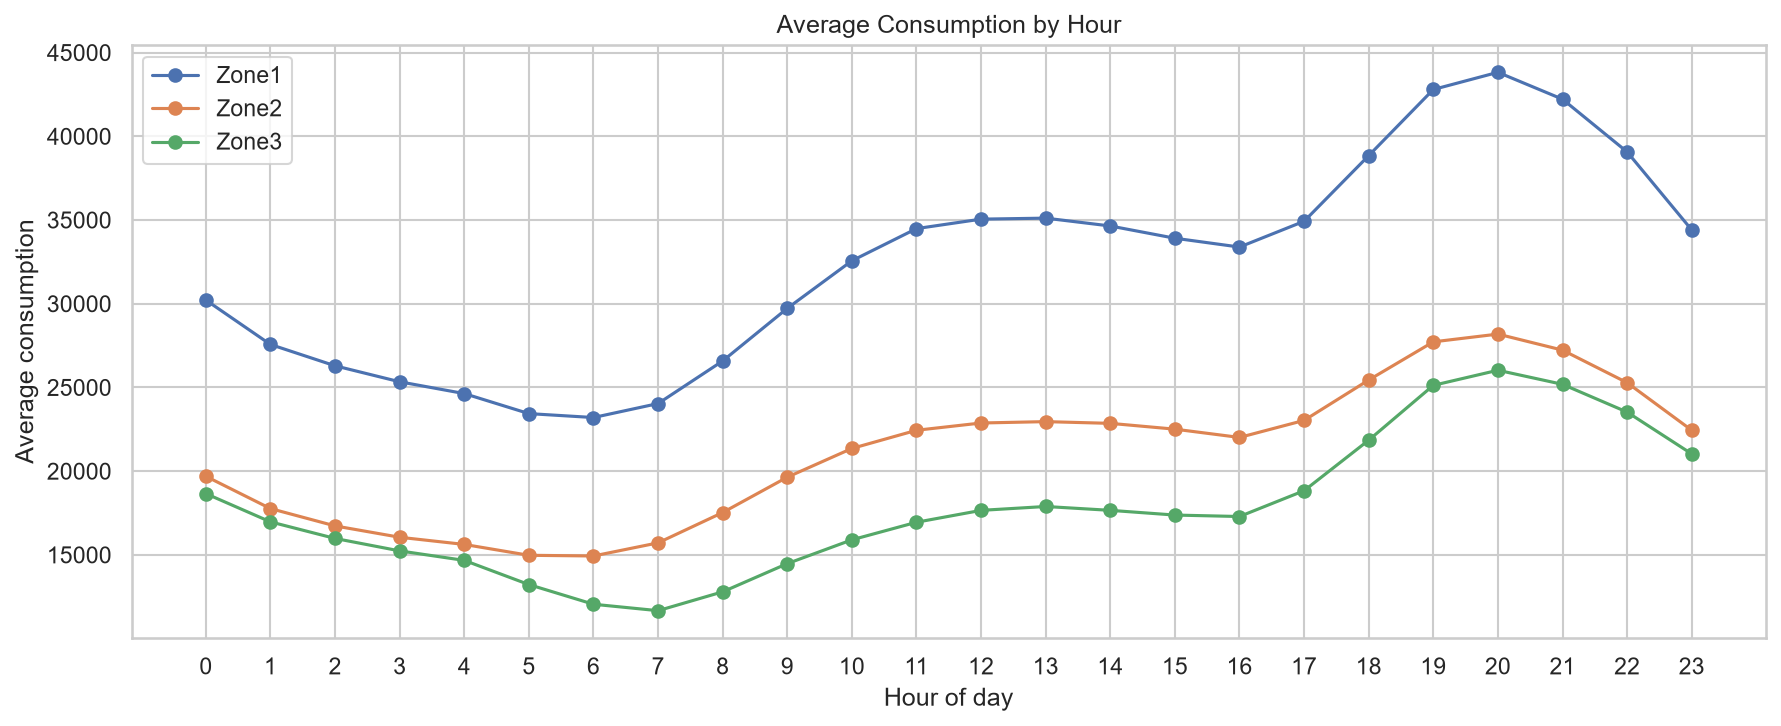 Average Consumption by Hour
45000
40000
35000
30000
25000
20000
15000
Average consumption
Zone1
Zone2
Zone3
0 1 2 3 4 5 6 7 8 9 10 11 12 13 14 15 16 17 18 19 20 21 22 23
Hour of day